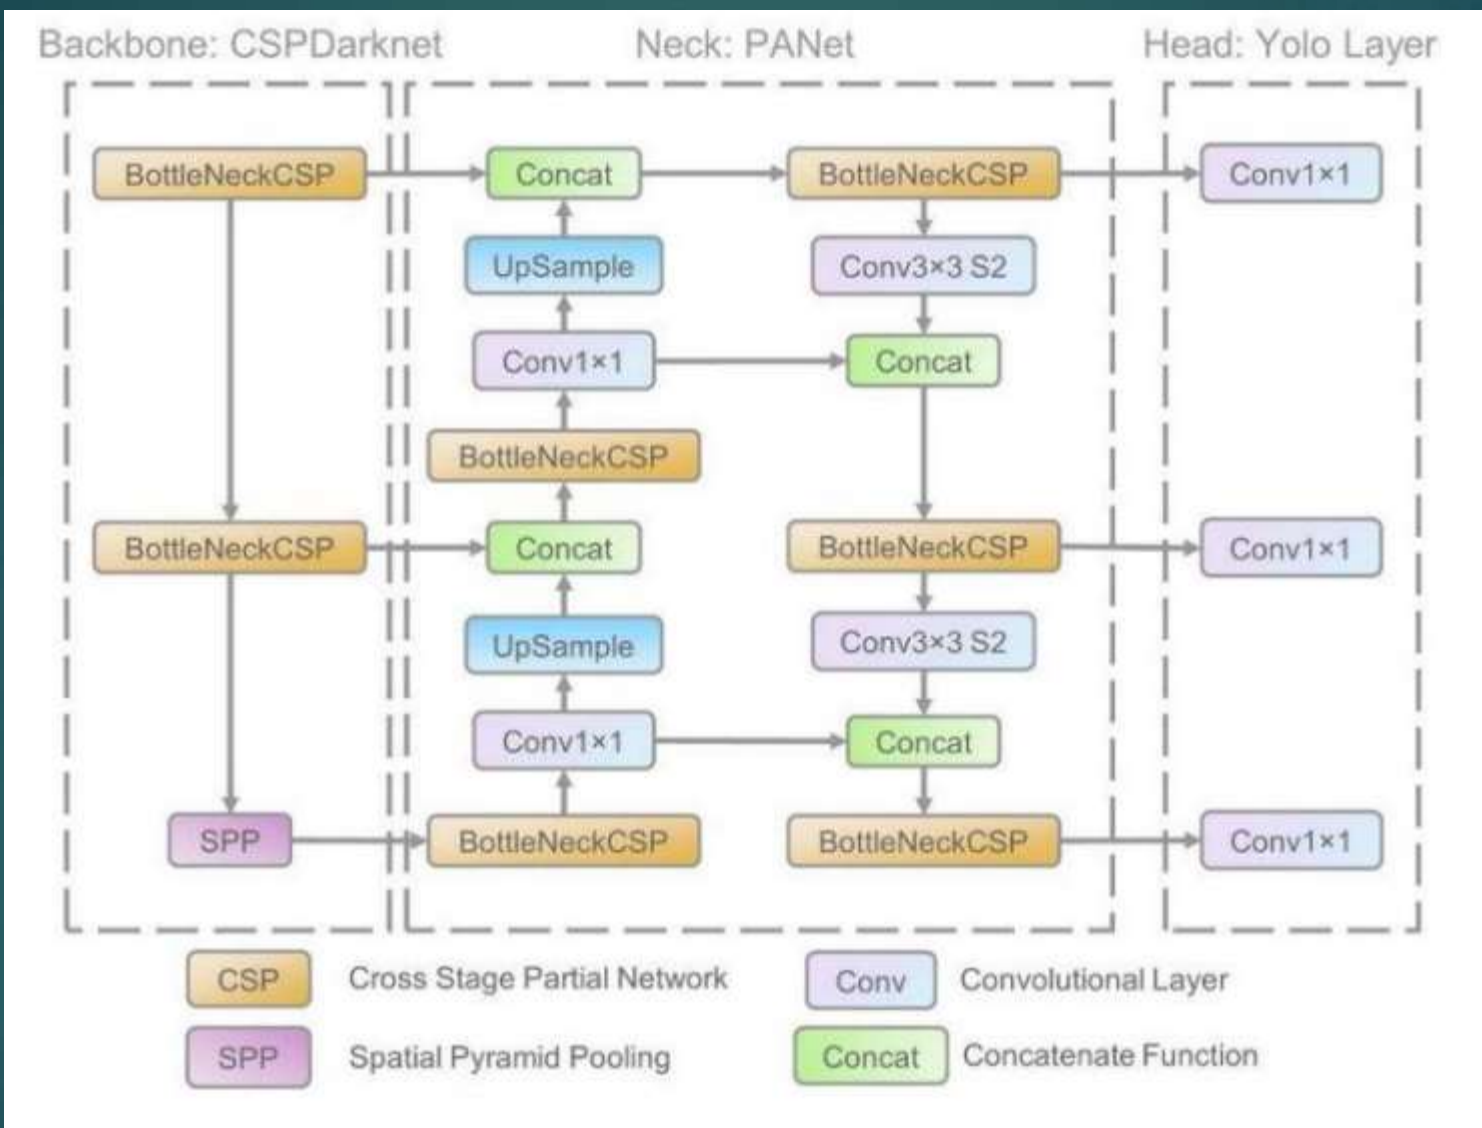 Backbone: CSPDarknet Neck: PANet Head: Yolo Layer
BottleNeckCSP Concat BottleNeckCSP Conv1×1
UpSample Conv3×3 S2
Conv1×1 Concat
BottleNeckCSP
BottleNeckCSP Concat BottleNeckCSP Conv1×1
UpSample Conv3×3 S2
Conv1×1 Concat
SPP BottleNeckCSP BottleNeckCSP Conv1×1
CSP Cross Stage Partial Network Conv Convolutional Layer
SPP Spatial Pyramid Pooling Concat Concatenate Function